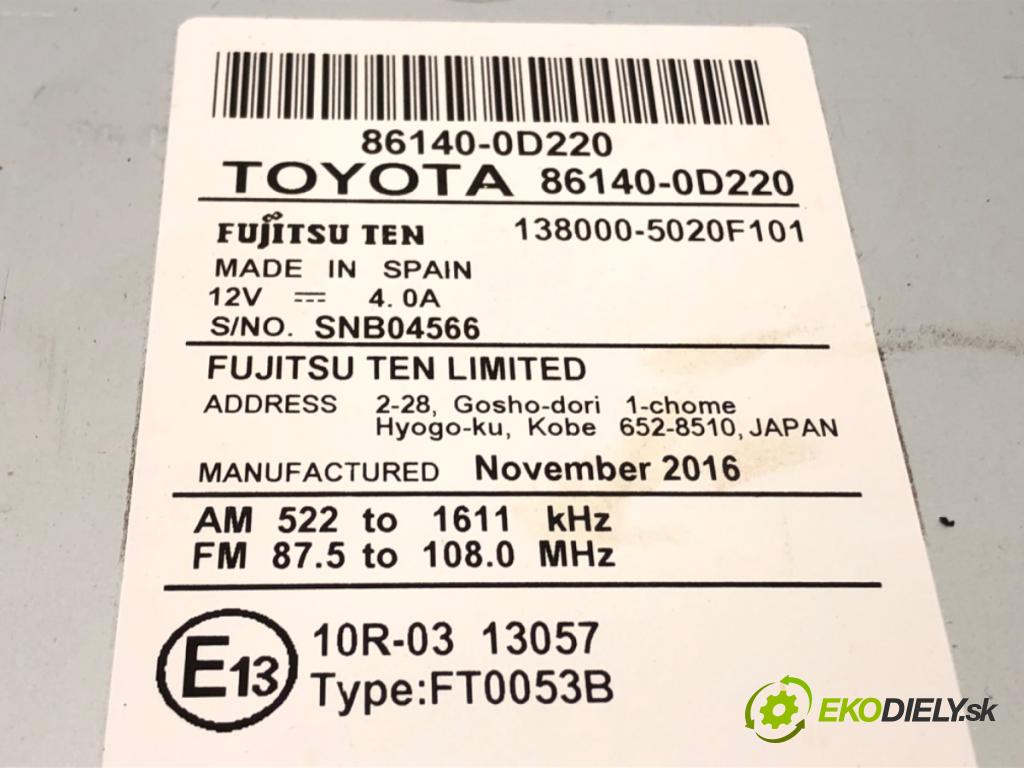 86140-0D220
TOYOTA 86140-0D220
FUJITSU TEN 138000-5020F101
MADE IN SPAIN
12V ⎓ 4.0A
S/NO. SNB04566
FUJITSU TEN LIMITED
ADDRESS 2-28, Gosho-dori 1-chome
Hyogo-ku, Kobe 652-8510, JAPAN
MANUFACTURED November 2016
AM 522 to 1611 kHz
FM 87.5 to 108.0 MHz
E13 10R-03 13057
Type:FT0053B
EKODIELY.sk